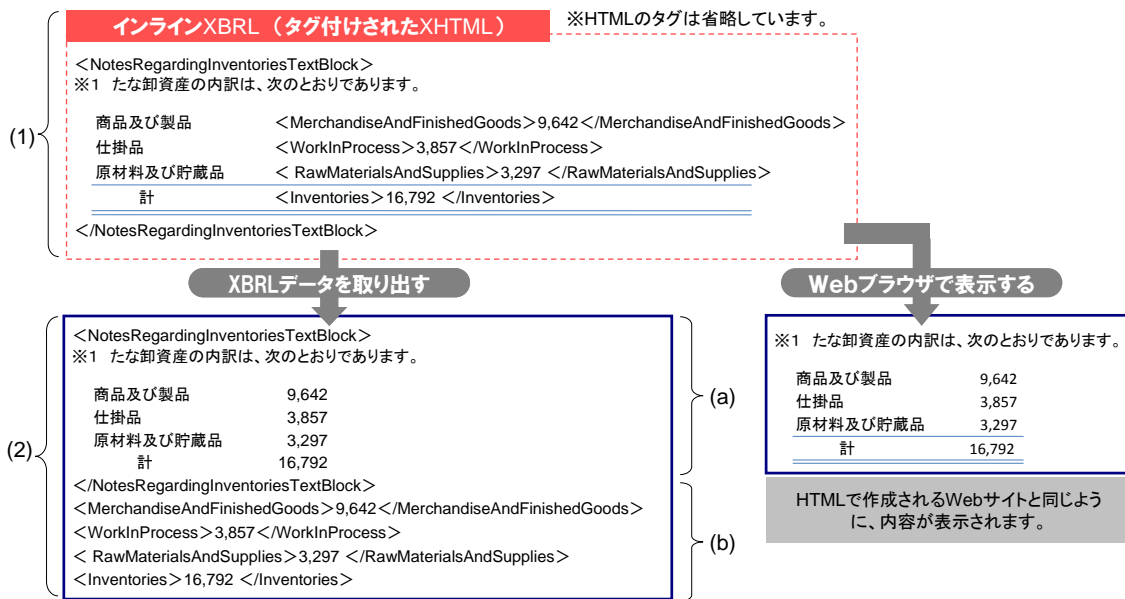 インラインXBRL（タグ付けされたXHTML）
※HTMLのタグは省略しています。
(1)
＜NotesRegardingInventoriesTextBlock＞
※1 たな卸資産の内訳は、次のとおりであります。
商品及び製品 ＜MerchandiseAndFinishedGoods＞9,642＜/MerchandiseAndFinishedGoods＞
仕掛品 ＜WorkInProcess＞3,857＜/WorkInProcess＞
原材料及び貯蔵品 ＜ RawMaterialsAndSupplies＞3,297 ＜/RawMaterialsAndSupplies＞
計 ＜Inventories＞16,792 ＜/Inventories＞
＜/NotesRegardingInventoriesTextBlock＞
XBRLデータを取り出す
Webブラウザで表示する
(2)
＜NotesRegardingInventoriesTextBlock＞
※1 たな卸資産の内訳は、次のとおりであります。
商品及び製品 9,642
仕掛品 3,857
原材料及び貯蔵品 3,297
計 16,792
＜/NotesRegardingInventoriesTextBlock＞
(a)
＜MerchandiseAndFinishedGoods＞9,642＜/MerchandiseAndFinishedGoods＞
＜WorkInProcess＞3,857＜/WorkInProcess＞
＜ RawMaterialsAndSupplies＞3,297 ＜/RawMaterialsAndSupplies＞
＜Inventories＞16,792 ＜/Inventories＞
(b)
※1 たな卸資産の内訳は、次のとおりであります。
商品及び製品 9,642
仕掛品 3,857
原材料及び貯蔵品 3,297
計 16,792
HTMLで作成されるWebサイトと同じよう
に、内容が表示されます。